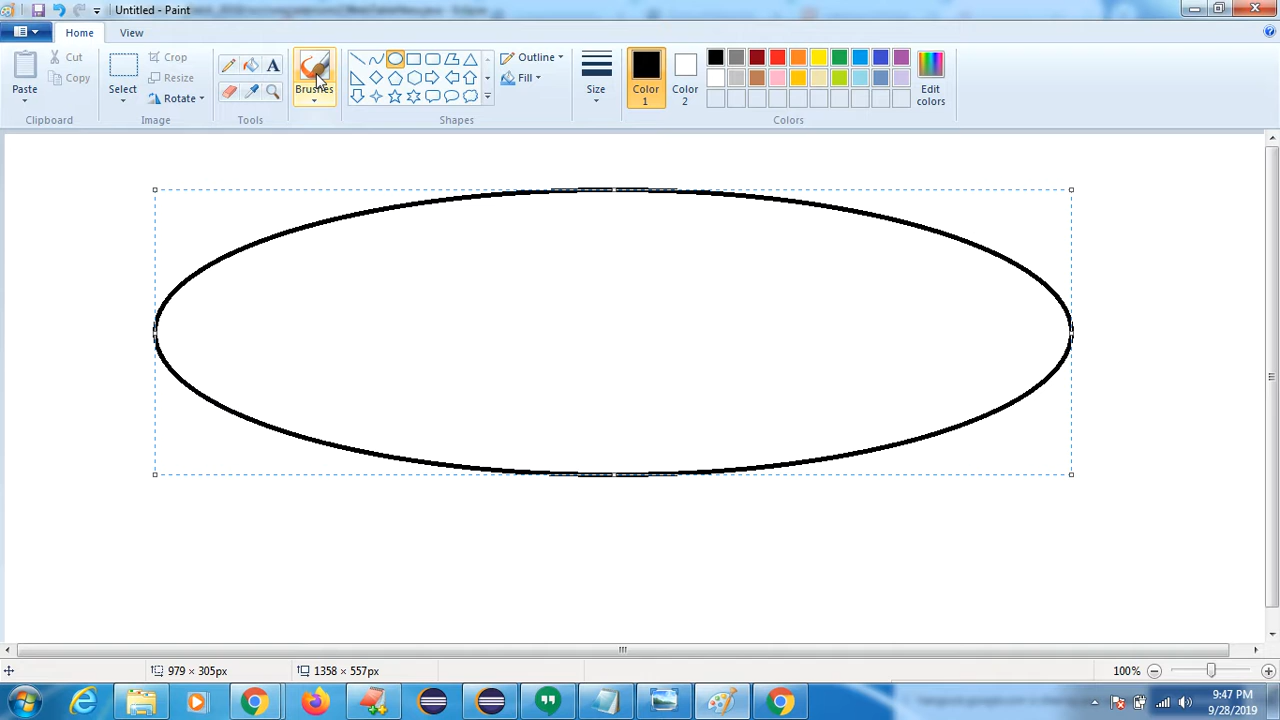 Untitled - Paint
Home
View
Paste
Cut
Copy
Clipboard
Select
Crop
Resize
Rotate
Image
A
Tools
Brushes
Outline
Fill
Shapes
Size
Color 1
Color 2
Edit colors
Colors
979 × 305px
1358 × 557px
100%
9:47 PM
9/28/2019